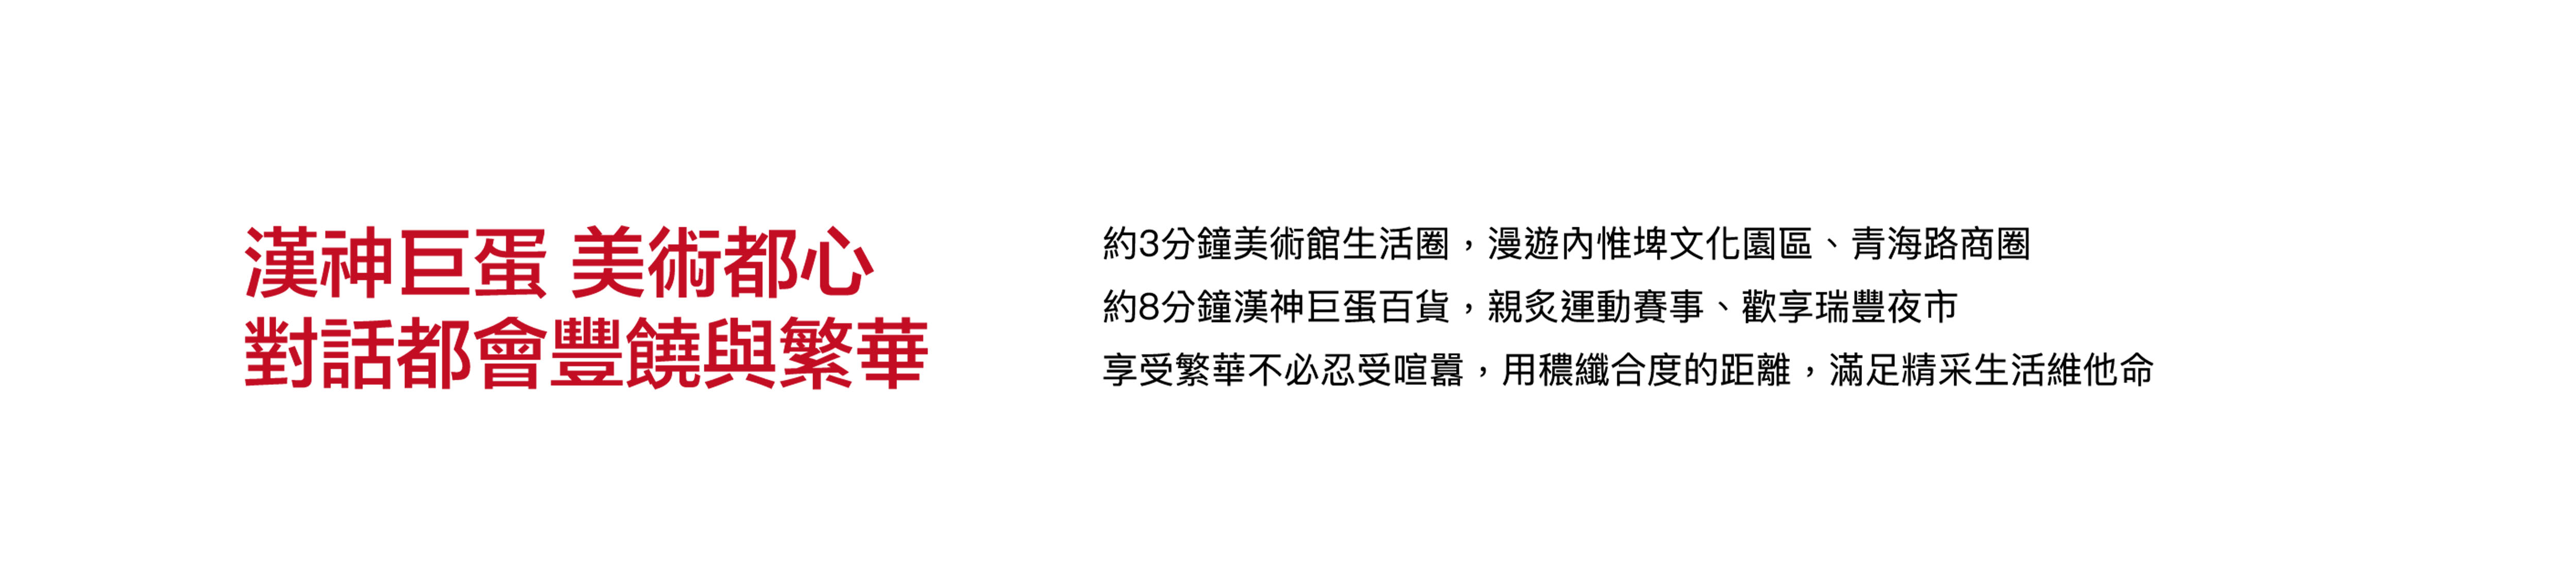 漢神巨蛋 美術都心
對話都會豐饒與繁華
約3分鐘美術館生活圈，漫遊內惟埤文化園區、青海路商圈
約8分鐘漢神巨蛋百貨，親炙運動賽事、歡享瑞豐夜市
享受繁華不必忍受喧囂，用穠纖合度的距離，滿足精采生活維他命